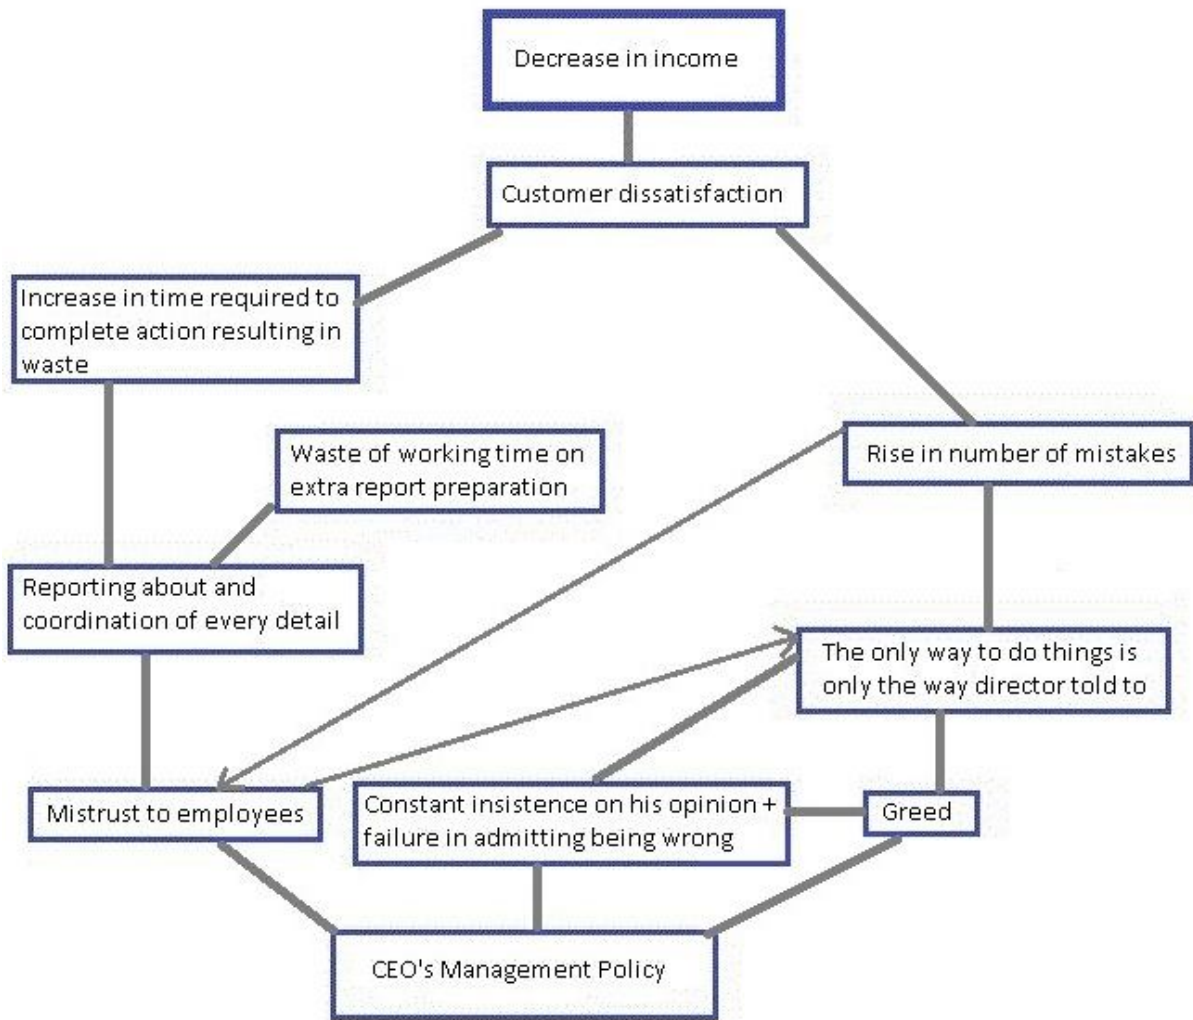 Decrease in income
Customer dissatisfaction
Increase in time required to
complete action resulting in
waste
Waste of working time on
extra report preparation
Rise in number of mistakes
Reporting about and
coordination of every detail
The only way to do things is
only the way director told to
Mistrust to employees
Constant insistence on his opinion +
failure in admitting being wrong
Greed
CEO's Management Policy